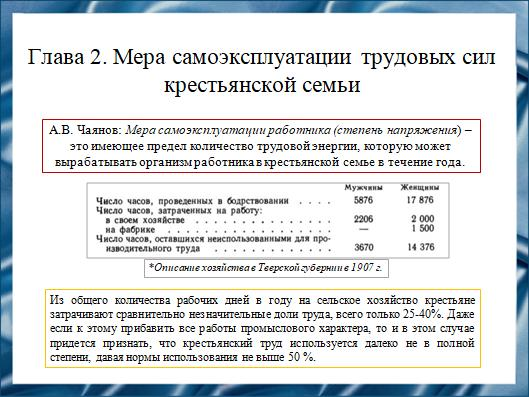 Глава 2. Мера самоэксплуатации трудовых сил
крестьянской семьи
А.В. Чаянов: Мера самоэксплуатации работника (степень напряжения) –
это имеющее предел количество трудовой энергии, которую может
вырабатывать организм работника в крестьянской семье в течение года.
Мужчины Женщины
Число часов, проведенных в бодрствовании . . . . 5876 17 876
Число часов, затраченных на работу:
в своем хозяйстве . . . . . . . . . . . 2206 2 000
на фабрике . . . . . . . . . . . . . — 1 500
Число часов, оставшихся неиспользованными для про-
изводительного труда . . . . . . . . . . 3670 14 376
*Описание хозяйства в Тверской губернии в 1907 г.
Из общего количества рабочих дней в году на сельское хозяйство крестьяне
затрачивают сравнительно незначительные доли труда, всего только 25-40%. Даже
если к этому прибавить все работы промыслового характера, то и в этом случае
придется признать, что крестьянский труд используется далеко не в полной
степени, давая нормы использования не выше 50 %.